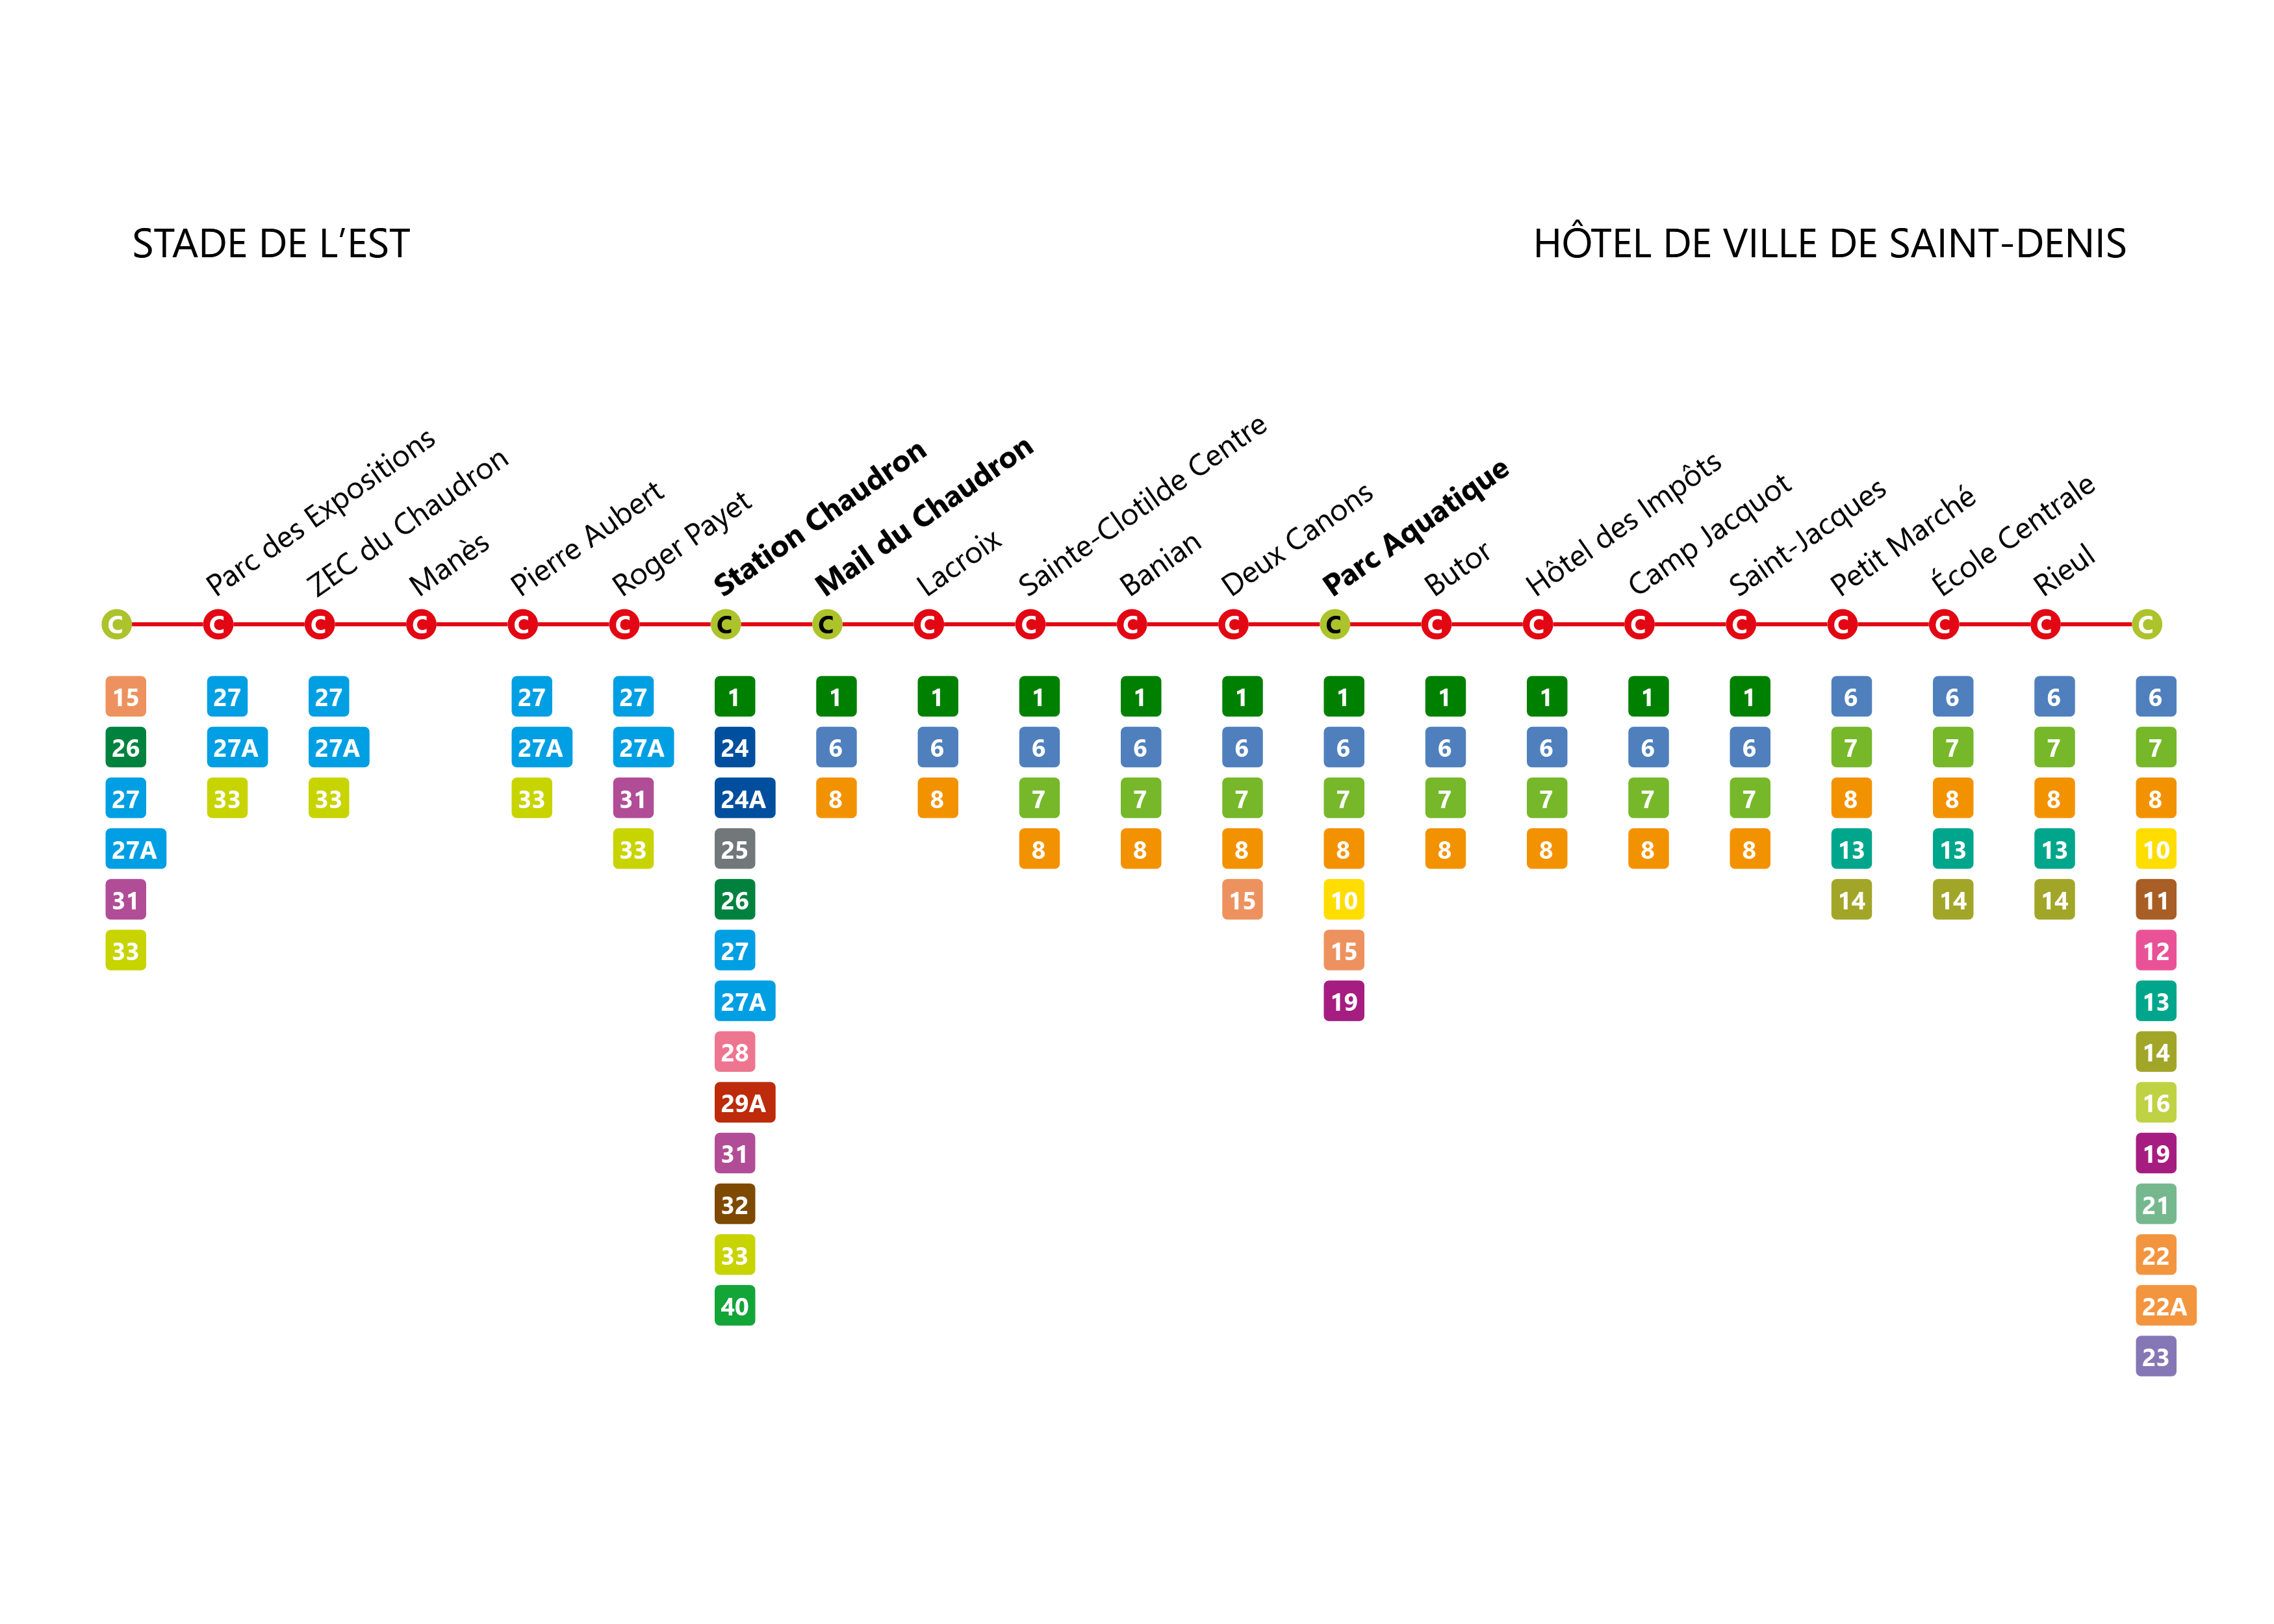 STADE DE L’EST
HÔTEL DE VILLE DE SAINT-DENIS
Parc des Expositions
ZEC du Chaudron
Manès
Pierre Aubert
Roger Payet
Station Chaudron
Mail du Chaudron
Lacroix
Sainte-Clotilde Centre
Banian
Deux Canons
Parc Aquatique
Butor
Hôtel des Impôts
Camp Jacquot
Saint-Jacques
Petit Marché
École Centrale
Rieul
C C C C C C C C C C C C C C C C C C C C C
15 27 27 27 27 1 1 1 1 1 1 1 1 1 1 1 6 6 6 6
26 27A 27A 27A 27A 24 6 6 6 6 6 6 6 6 6 6 7 7 7 7
27 33 33 33 31 24A 8 8 7 7 7 7 7 7 7 7 8 8 8 8
27A 33 25 8 8 8 8 8 8 8 8 13 13 13 10
31 26 15 10 14 14 14 11
33 27 15 12
27A 19 13
28 14
29A 16
31 19
32 21
33 22
40 22A
23